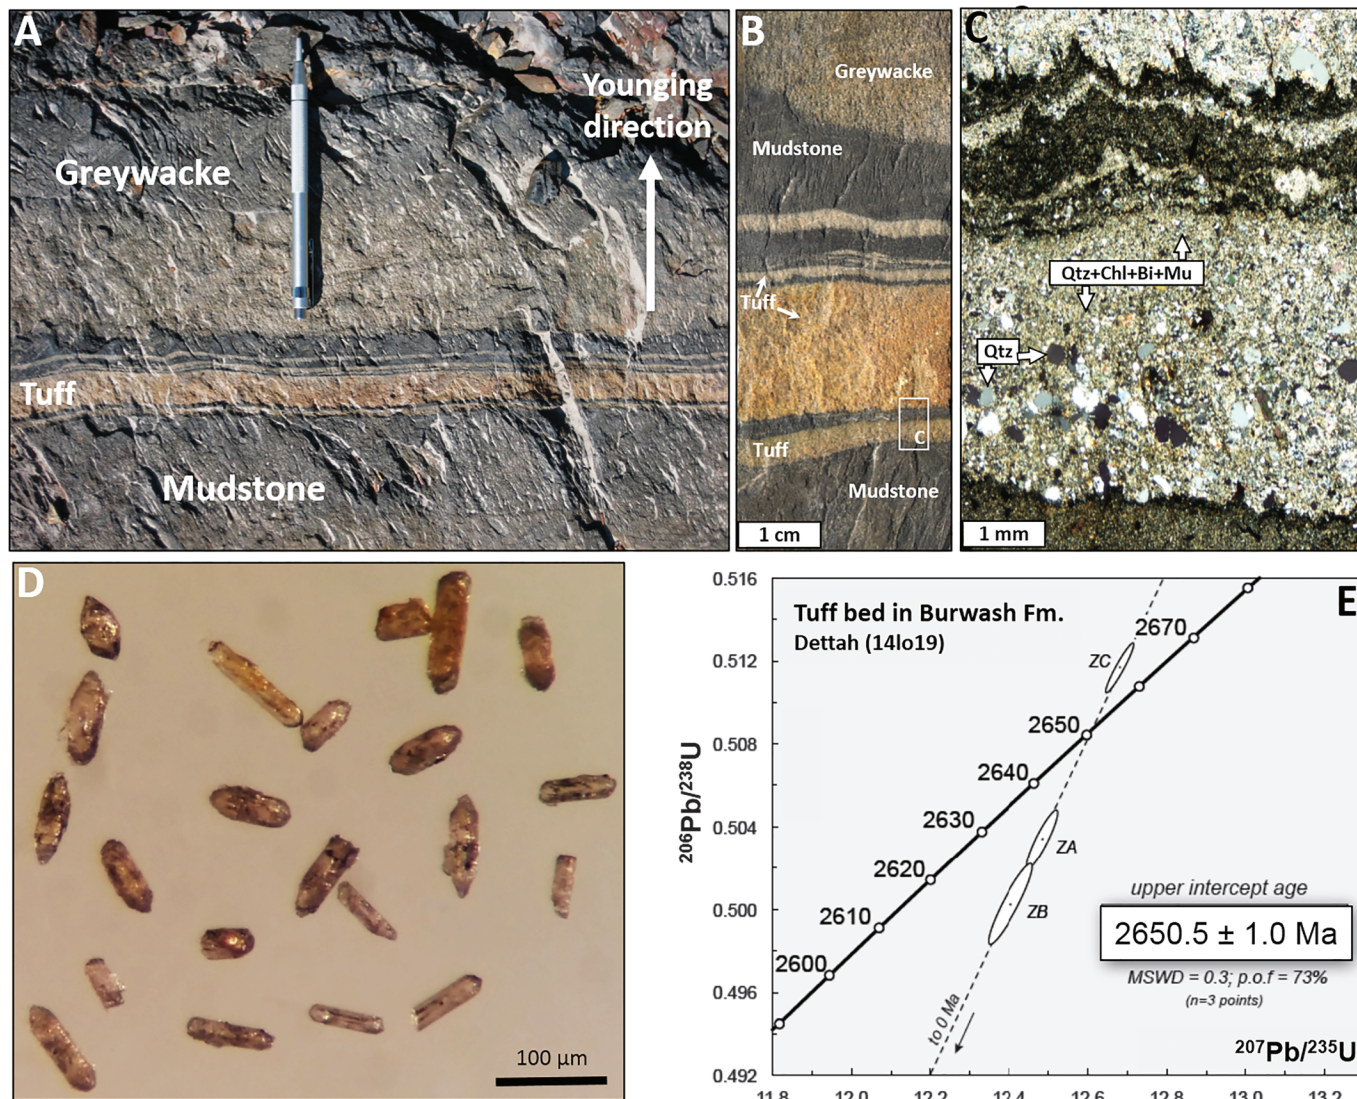 A
Younging
direction
Greywacke
Tuff
Mudstone
B
Greywacke
Mudstone
Tuff
Tuff
C
Mudstone
1 cm
C
Qtz+Chl+Bi+Mu
Qtz
1 mm
D
100 µm
E
Tuff bed in Burwash Fm.
Dettah (14lo19)
0.516
0.512
0.508
0.504
0.500
0.496
0.492
206Pb/238U
2670
2650
2640
2630
2620
2610
2600
ZC
ZA
ZB
to 0 Ma
upper intercept age
2650.5 ± 1.0 Ma
MSWD = 0.3; p.o.f = 73%
(n=3 points)
207Pb/235U
11.8 12.0 12.2 12.4 12.6 12.8 13.0 13.2